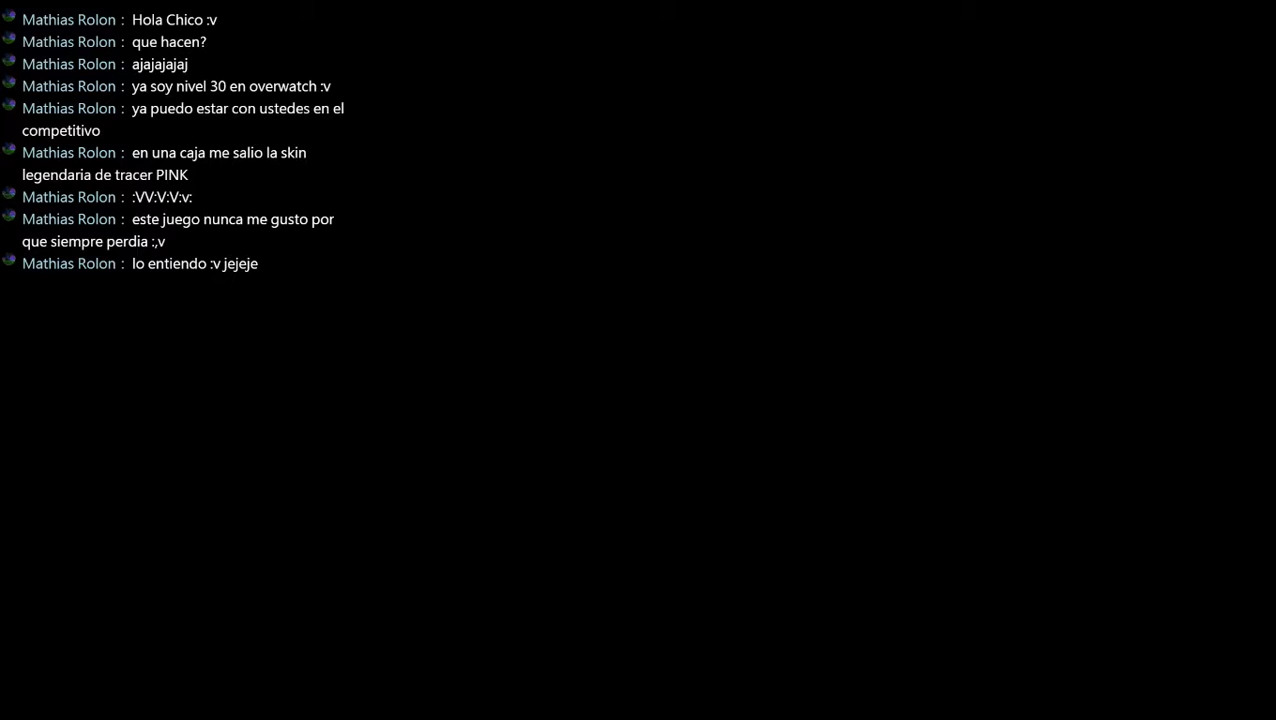 Mathias Rolon : Hola Chico :v
Mathias Rolon : que hacen?
Mathias Rolon : ajajajajaj
Mathias Rolon : ya soy nivel 30 en overwatch :v
Mathias Rolon : ya puedo estar con ustedes en el
competitivo
Mathias Rolon : en una caja me salio la skin
legendaria de tracer PINK
Mathias Rolon : :VV:V:V:v:
Mathias Rolon : este juego nunca me gusto por
que siempre perdia :,v
Mathias Rolon : lo entiendo :v jejeje